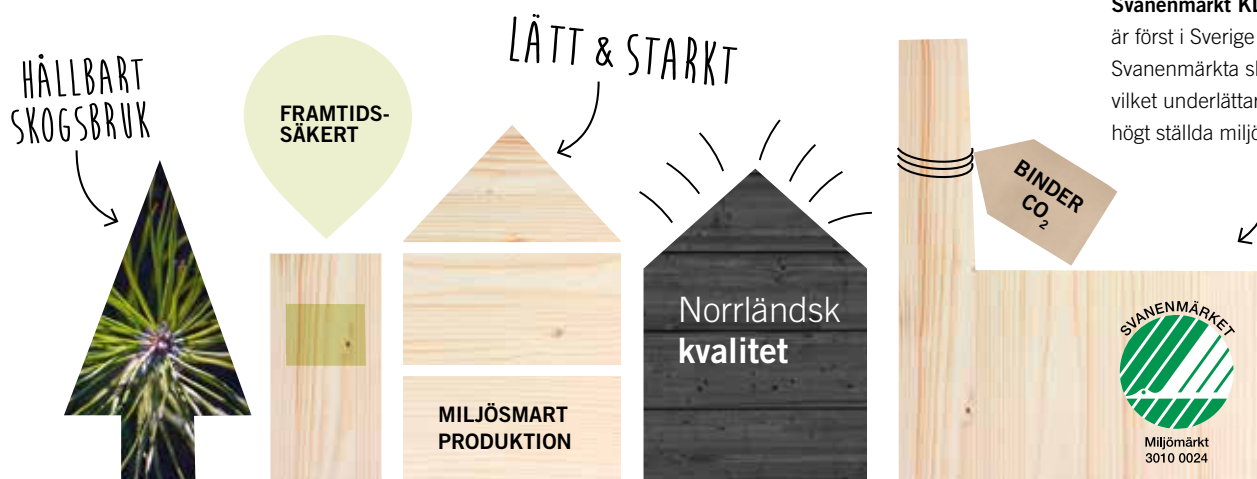 HÅLLBART
SKOGSBRUK
FRAMTIDS-
SÄKERT
LÄTT & STARKT
MILJÖSMART
PRODUKTION
Norrländsk
kvalitet
BINDER
CO₂
Svanenmärkt
är först i Sverige
Svanenmärkta
vilket underlättar
högt ställda
SVANENMÄRKET
Miljömärkt
3010 0024